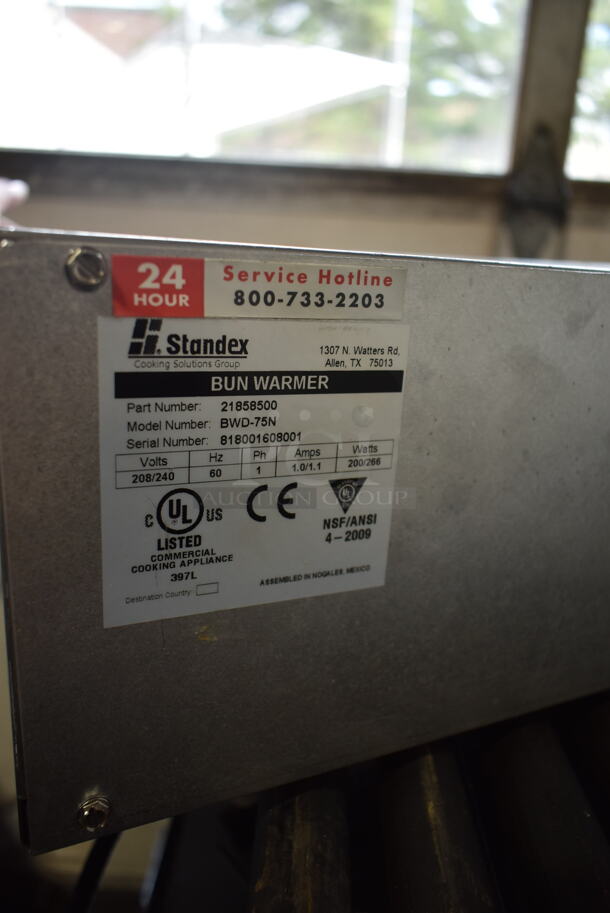 24
HOUR
Service Hotline
800-733-2203
Standex
Cooking Solutions Group
1307 N. Watters Rd,
Allen, TX 75013
BUN WARMER
Part Number: 21858500
Model Number: BWD-75N
Serial Number: 818001608001
Volts Hz Ph Amps Watts
208/240 60 1 1.0/1.1 200/266
C UL US
LISTED
COMMERCIAL
COOKING APPLIANCE
397L
CE
UL
NSF/ANSI
4-2009
ASSEMBLED IN NOGALES, MEXICO
Destination Country:
AUCTION GROUP